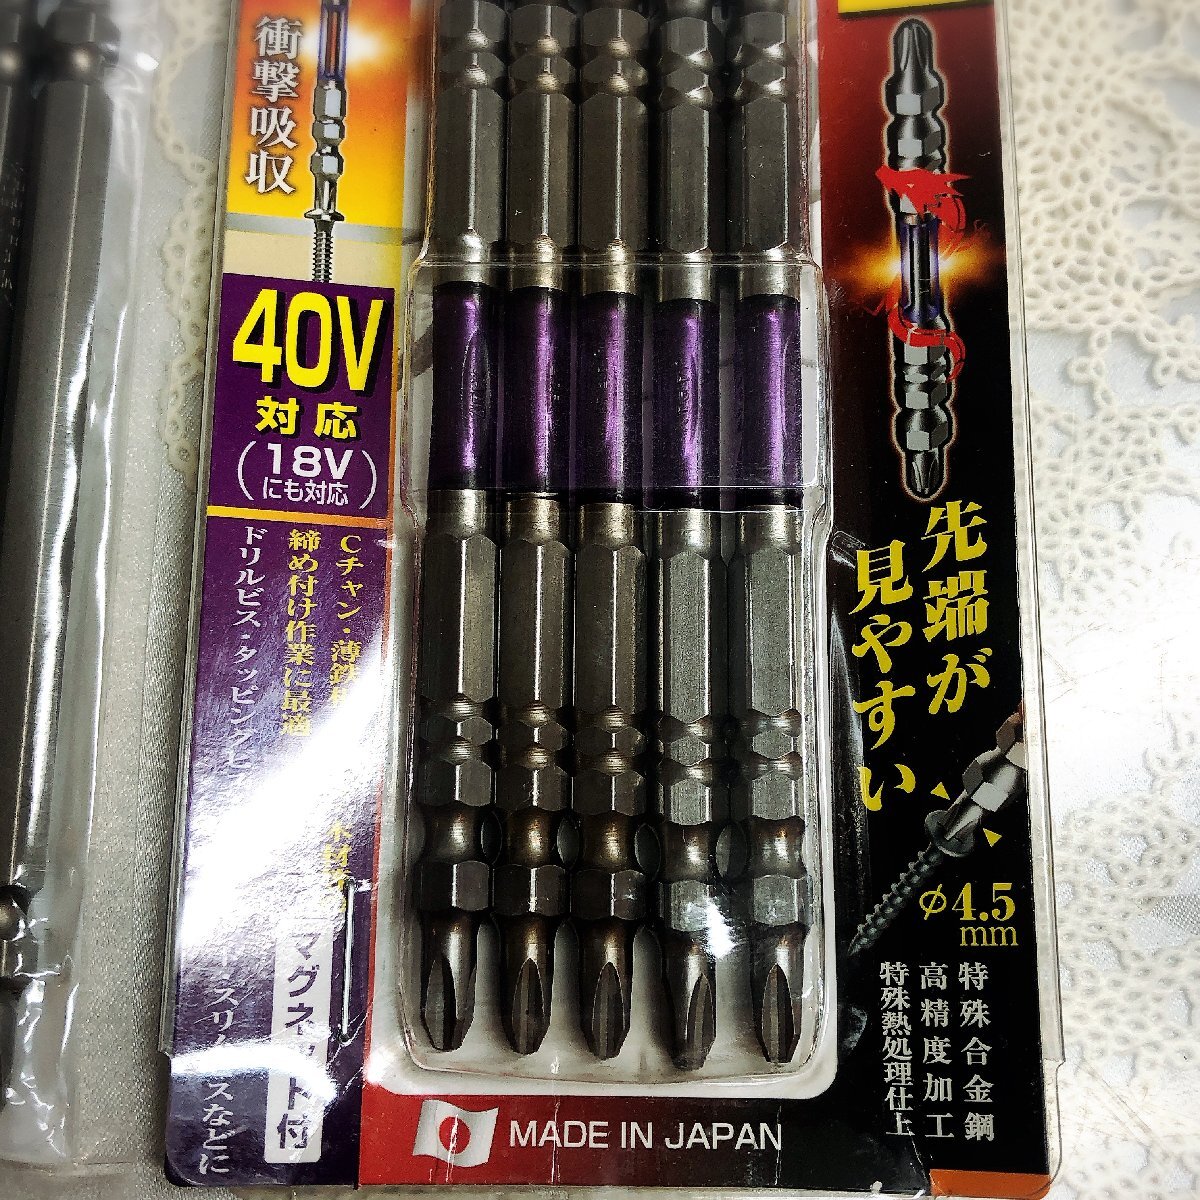 衝撃吸収
40V
対応
(18V
にも対応)
Cチャン・薄鉄
締め付け作業に最適
ドリルビス・タッピング
マグネット付
スリム
スなどに
先端が
見やすい
φ4.5
mm
特殊合金鋼
高精度加工
特殊熱処理仕上
MADE IN JAPAN